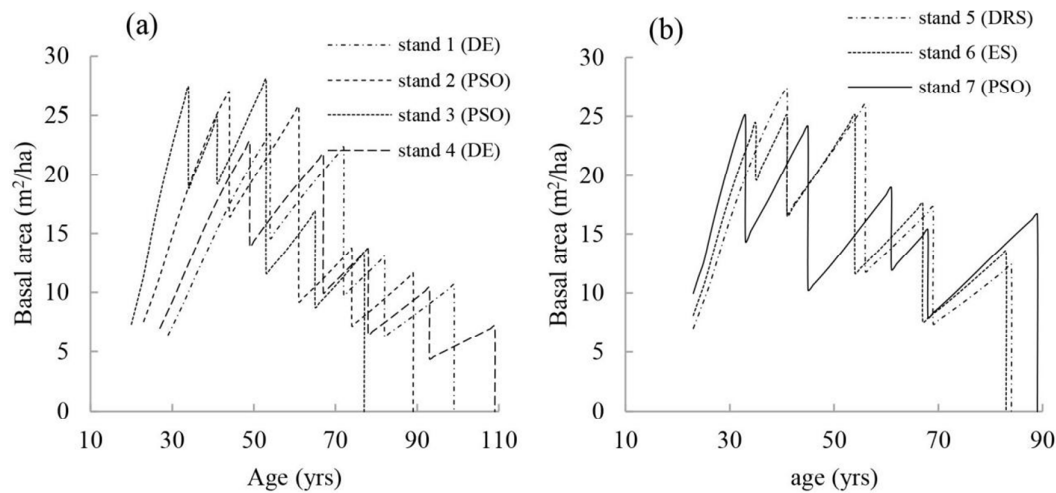 (a)
stand 1 (DE)
stand 2 (PSO)
stand 3 (PSO)
stand 4 (DE)
Basal area (m²/ha)
30
25
20
15
10
5
0
10 30 50 70 90 110
Age (yrs)
(b)
stand 5 (DRS)
stand 6 (ES)
stand 7 (PSO)
Basal area (m²/ha)
30
25
20
15
10
5
0
10 30 50 70 90
age (yrs)